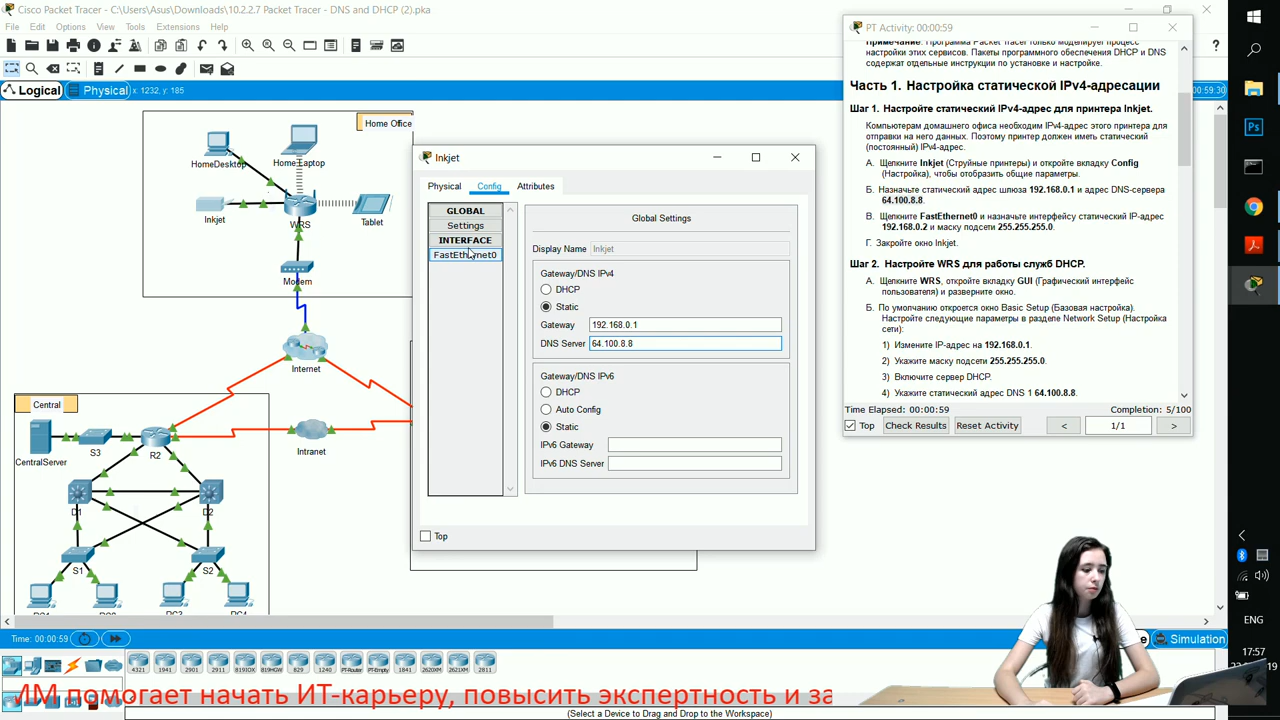 Cisco Packet Tracer - C:\Users\Asus\Downloads\10.2.2.7 Packet Tracer - DNS and DHCP (2).pka
File Edit Options View Tools Extensions Help
Logical
Physical
x: 1232, y: 185
Home Office
HomeDesktop
Home Laptop
Inkjet
WRS
Tablet
Modem
Internet
Central
CentralServer
S3
R2
Intranet
D1
D2
S1
S2
Inkjet
Physical Config Attributes
GLOBAL
Settings
INTERFACE
FastEthernet0
Global Settings
Display Name Inkjet
Gateway/DNS IPv4
DHCP
Static
Gateway 192.168.0.1
DNS Server 64.100.8.8
Gateway/DNS IPv6
DHCP
Auto Config
Static
IPv6 Gateway
IPv6 DNS Server
Top
PT Activity: 00:00:59
Примечание. Программа Packet Tracer только моделирует процесс
настройки этих сервисов. Пакеты программного обеспечения DHCP и DNS
содержат отдельные инструкции по установке и настройке.
Часть 1. Настройка статической IPv4-адресации
Шаг 1. Настройте статический IPv4-адрес для принтера Inkjet.
Компьютерам домашнего офиса необходим IPv4-адрес этого принтера для
отправки на него данных. Поэтому принтер должен иметь статический
(постоянный) IPv4-адрес.
А. Щелкните Inkjet (Струйные принтеры) и откройте вкладку Config
(Настройка), чтобы отобразить общие параметры.
Б. Назначьте статический адрес шлюза 192.168.0.1 и адрес DNS-сервера
64.100.8.8.
В. Щелкните FastEthernet0 и назначьте интерфейсу статический IP-адрес
192.168.0.2 и маску подсети 255.255.255.0.
Г. Закройте окно Inkjet.
Шаг 2. Настройте WRS для работы служб DHCP.
А. Щелкните WRS, откройте вкладку GUI (Графический интерфейс
пользователя) и разверните окно.
Б. По умолчанию откроется окно Basic Setup (Базовая настройка).
Настройте следующие параметры в разделе Network Setup (Настройка
сети):
1) Измените IP-адрес на 192.168.0.1.
2) Укажите маску подсети 255.255.255.0.
3) Включите сервер DHCP.
4) Укажите статический адрес DNS 1 64.100.8.8.
Time Elapsed: 00:00:59 Completion: 5/100
Top Check Results Reset Activity < 1/1 >
59:30
Ps
ENG
17:57
Time: 00:00:59
Simulation
4321 1941 2901 2911 819IOX 819HGW 829 1240 PT-Router PT-Empty 1841 2620XM 2621XM 2811
помогает начать ИТ-карьеру, повысить экспертность и за
(Select a Device to Drag and Drop to the Workspace)